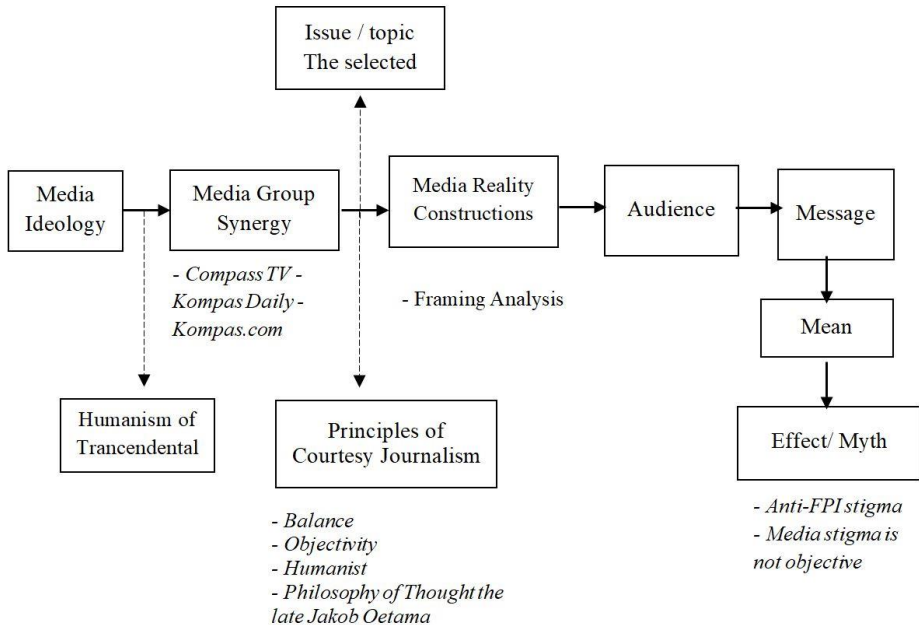 Issue / topic
The selected
Media
Ideology
Media Group
Synergy
Media Reality
Constructions
Audience
Message
- Compass TV -
Kompas Daily -
Kompas.com
- Framing Analysis
Mean
Humanism of
Trancendental
Principles of
Courtesy Journalism
Effect/ Myth
- Balance
- Objectivity
- Humanist
- Philosophy of Thought the
late Jakob Oetama
- Anti-FPI stigma
- Media stigma is
not objective